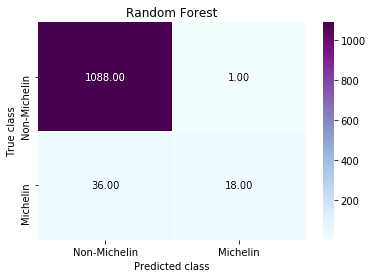 Random Forest
True class
Non-Michelin
Michelin
1088.00
1.00
36.00
18.00
Non-Michelin
Michelin
Predicted class
1000
800
600
400
200